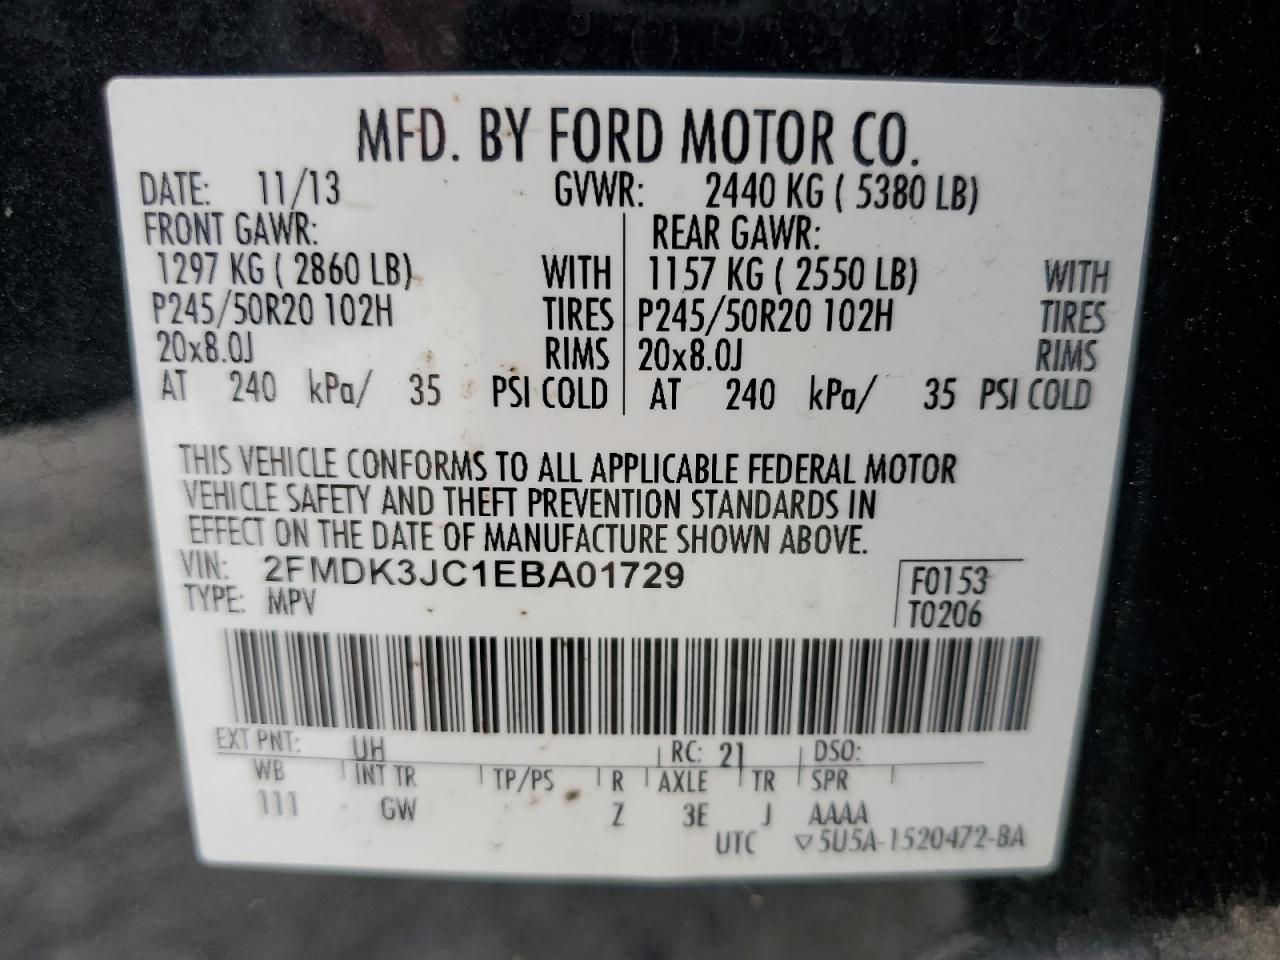 MFD. BY FORD MOTOR CO.
DATE: 11/13 GVWR: 2440 KG ( 5380 LB)
FRONT GAWR: REAR GAWR:
1297 KG ( 2860 LB) WITH 1157 KG ( 2550 LB) WITH
P245/50R20 102H TIRES P245/50R20 102H TIRES
20x8.0J RIMS 20x8.0J RIMS
AT 240 kPa/ 35 PSI COLD AT 240 kPa/ 35 PSI COLD
THIS VEHICLE CONFORMS TO ALL APPLICABLE FEDERAL MOTOR
VEHICLE SAFETY AND THEFT PREVENTION STANDARDS IN
EFFECT ON THE DATE OF MANUFACTURE SHOWN ABOVE.
VIN: 2FMDK3JC1EBA01729 F0153
TYPE: MPV T0206
EXT PNT: UH RC: 21 DSO:
WB INT TR TP/PS R AXLE TR SPR
111 GW Z 3E J AAAA
UTC ▽5U5A-1520472-BA